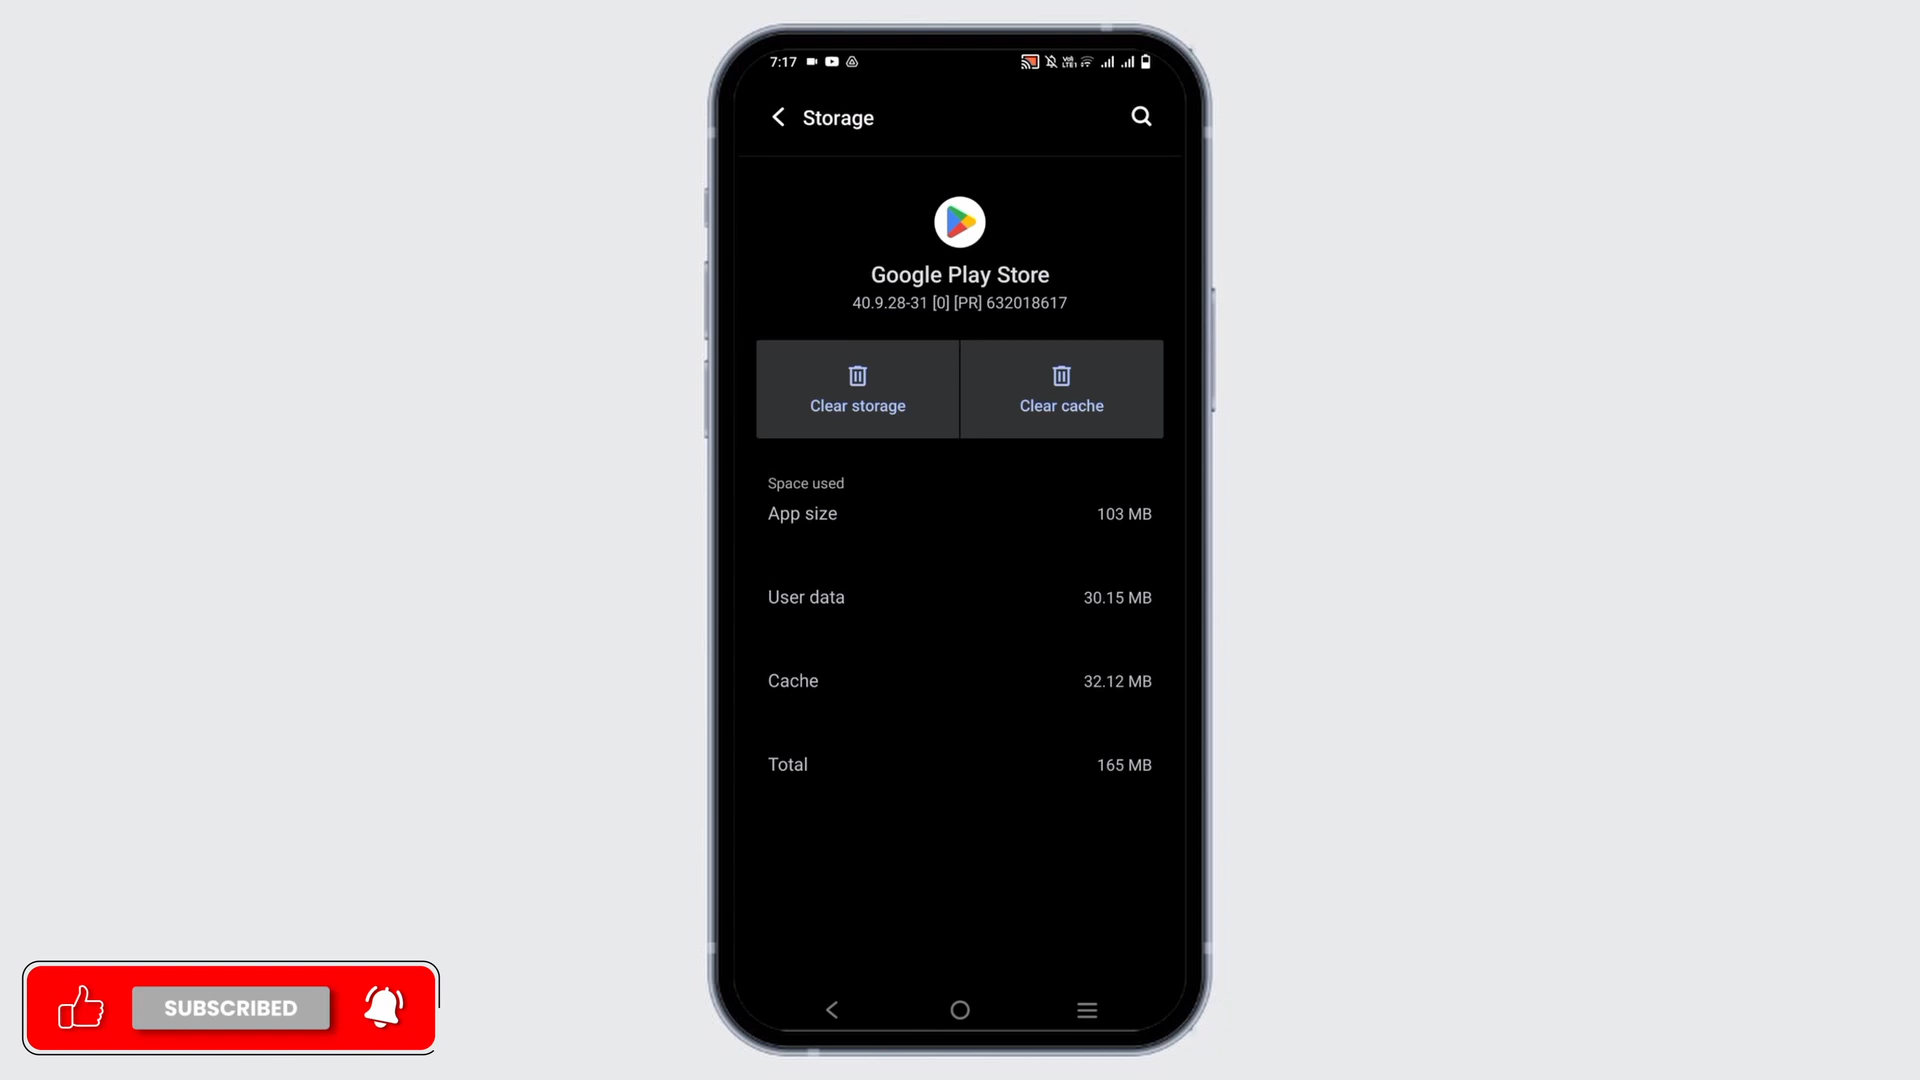 7:17
Storage
Google Play Store
40.9.28-31 [0] [PR] 632018617
Clear storage
Clear cache
Space used
App size
103 MB
User data
30.15 MB
Cache
32.12 MB
Total
165 MB
SUBSCRIBED